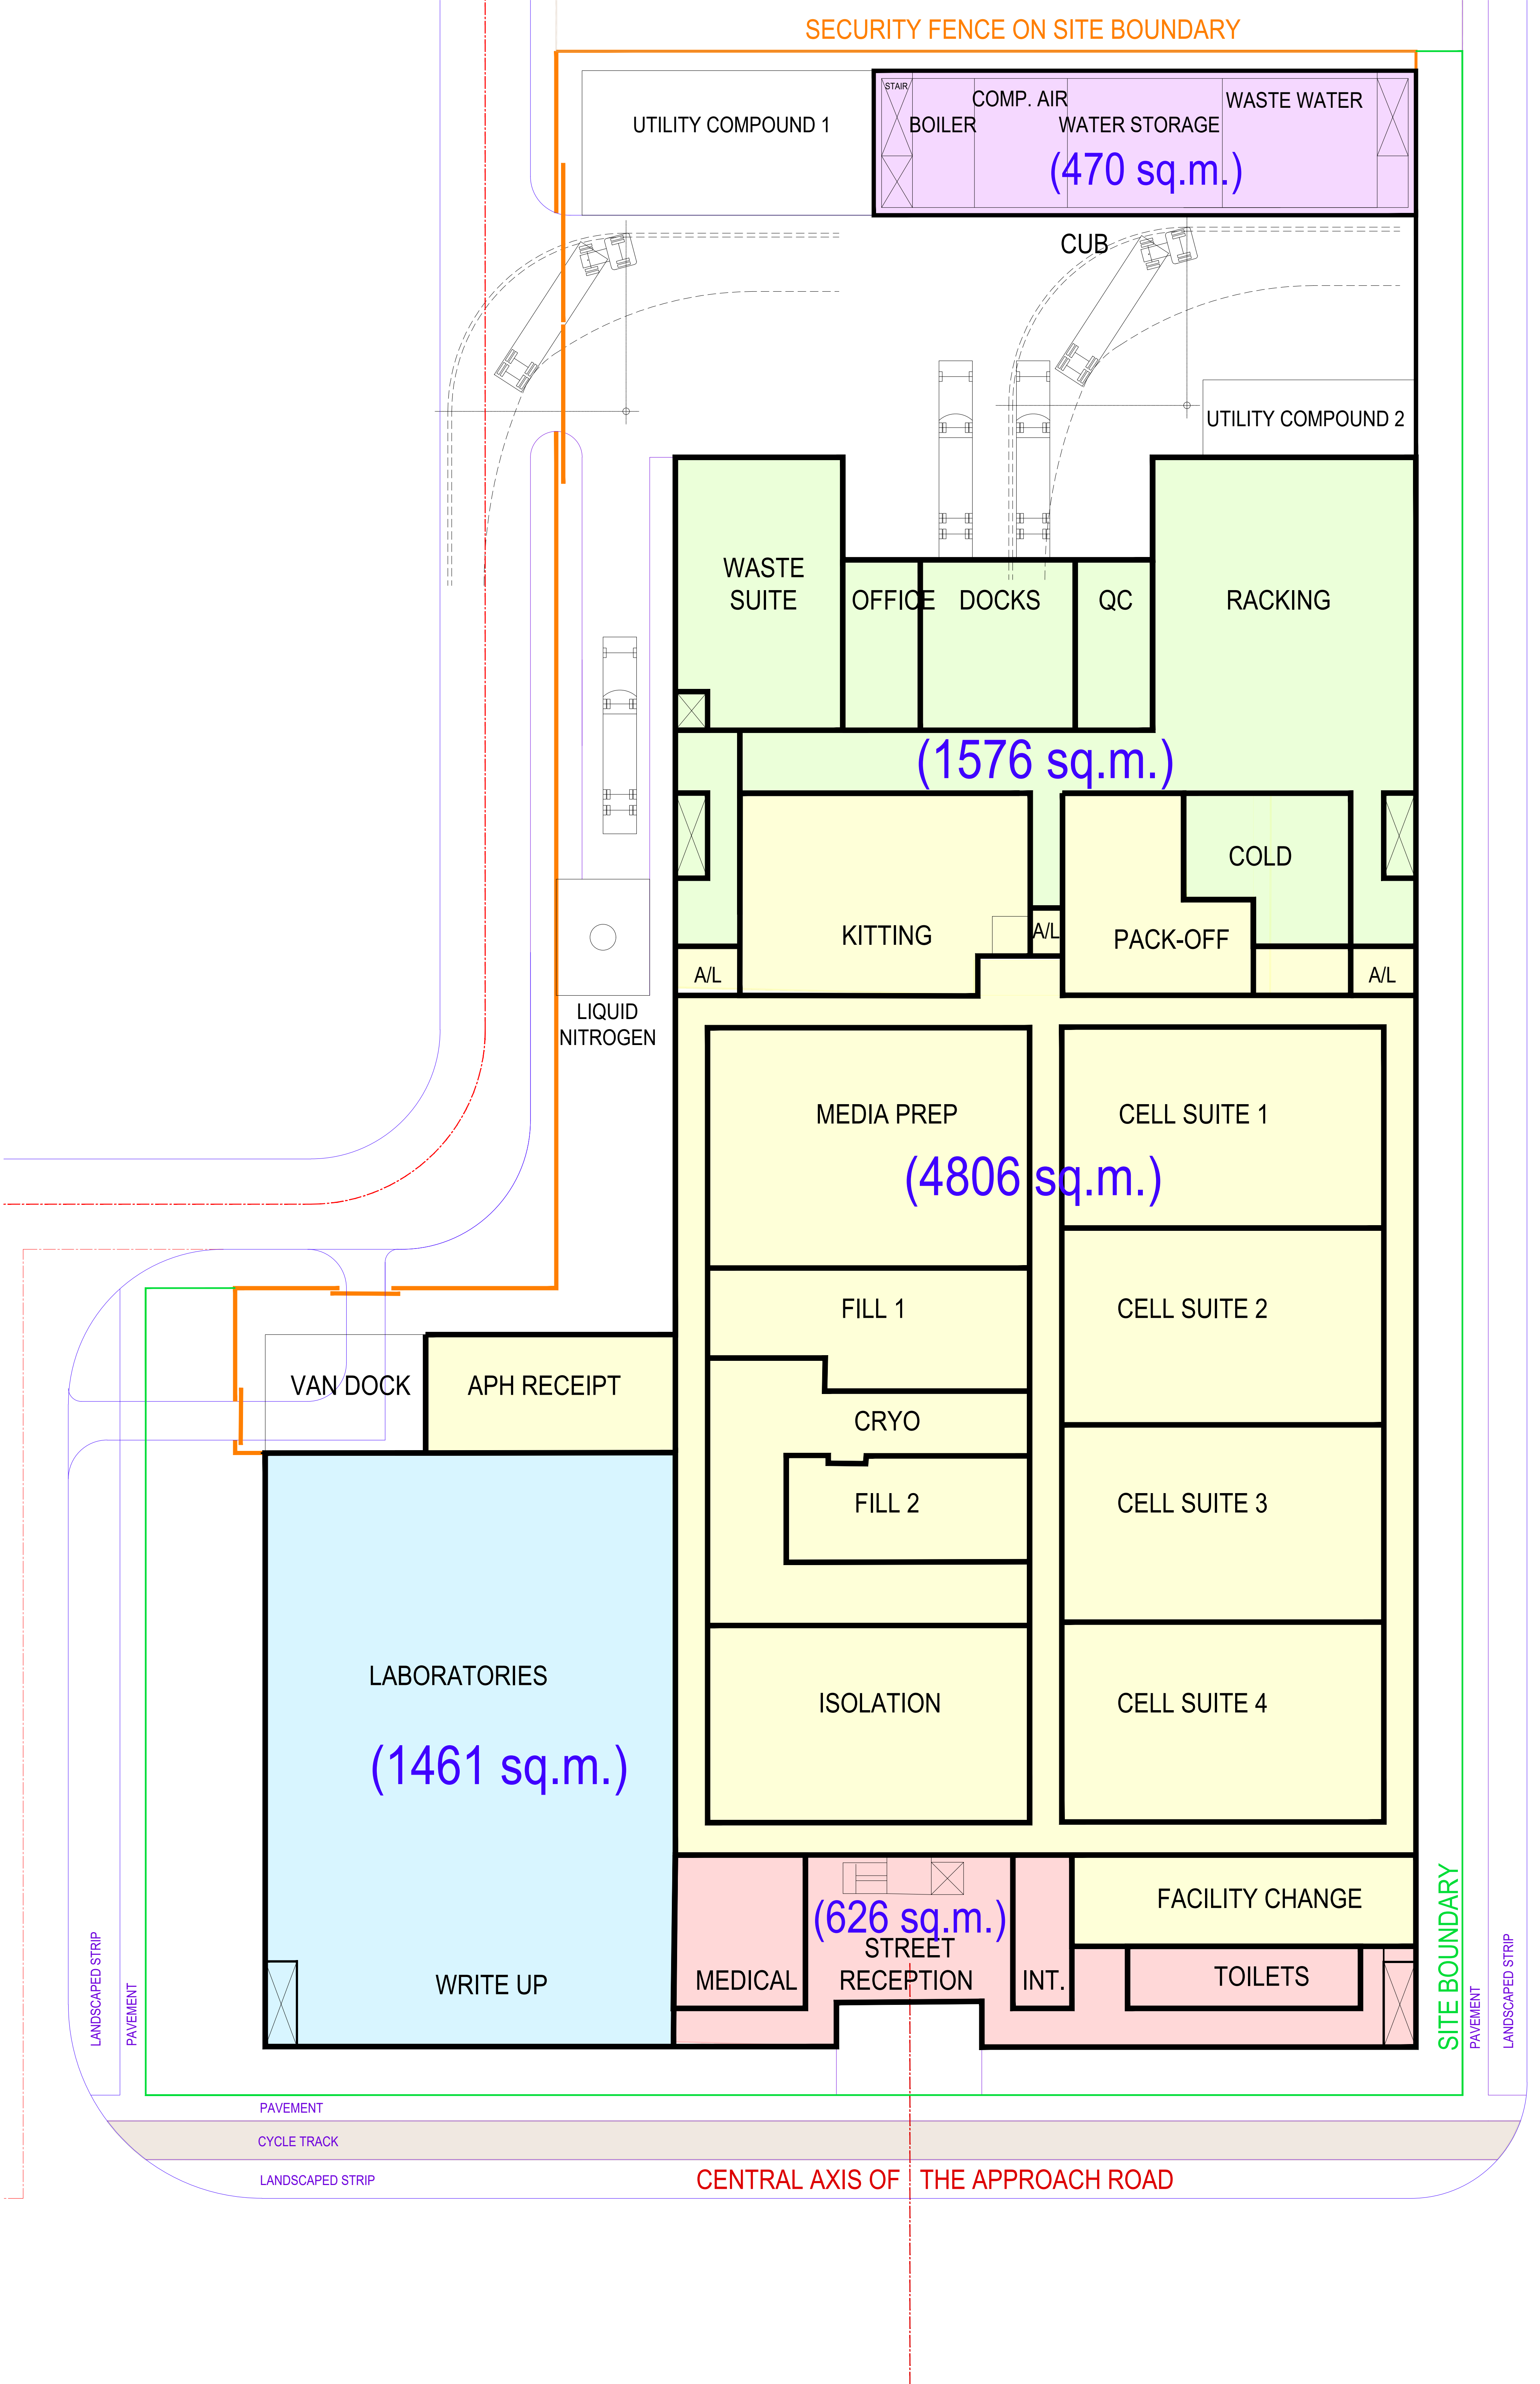 SECURITY FENCE ON SITE BOUNDARY
STAIR
COMP. AIR
WASTE WATER
UTILITY COMPOUND 1
BOILER
WATER STORAGE
(470 sq.m.)
CUB
UTILITY COMPOUND 2
WASTE
SUITE
OFFICE
DOCKS
QC
RACKING
(1576 sq.m.)
COLD
KITTING
A/L
PACK-OFF
A/L
A/L
LIQUID
NITROGEN
MEDIA PREP
CELL SUITE 1
(4806 sq.m.)
FILL 1
CELL SUITE 2
VAN DOCK
APH RECEIPT
CRYO
FILL 2
CELL SUITE 3
LABORATORIES
ISOLATION
CELL SUITE 4
(1461 sq.m.)
FACILITY CHANGE
(626 sq.m.)
STREET
RECEPTION
MEDICAL
INT.
TOILETS
WRITE UP
LANDSCAPED STRIP
PAVEMENT
SITE BOUNDARY
PAVEMENT
LANDSCAPED STRIP
PAVEMENT
CYCLE TRACK
LANDSCAPED STRIP
CENTRAL AXIS OF THE APPROACH ROAD